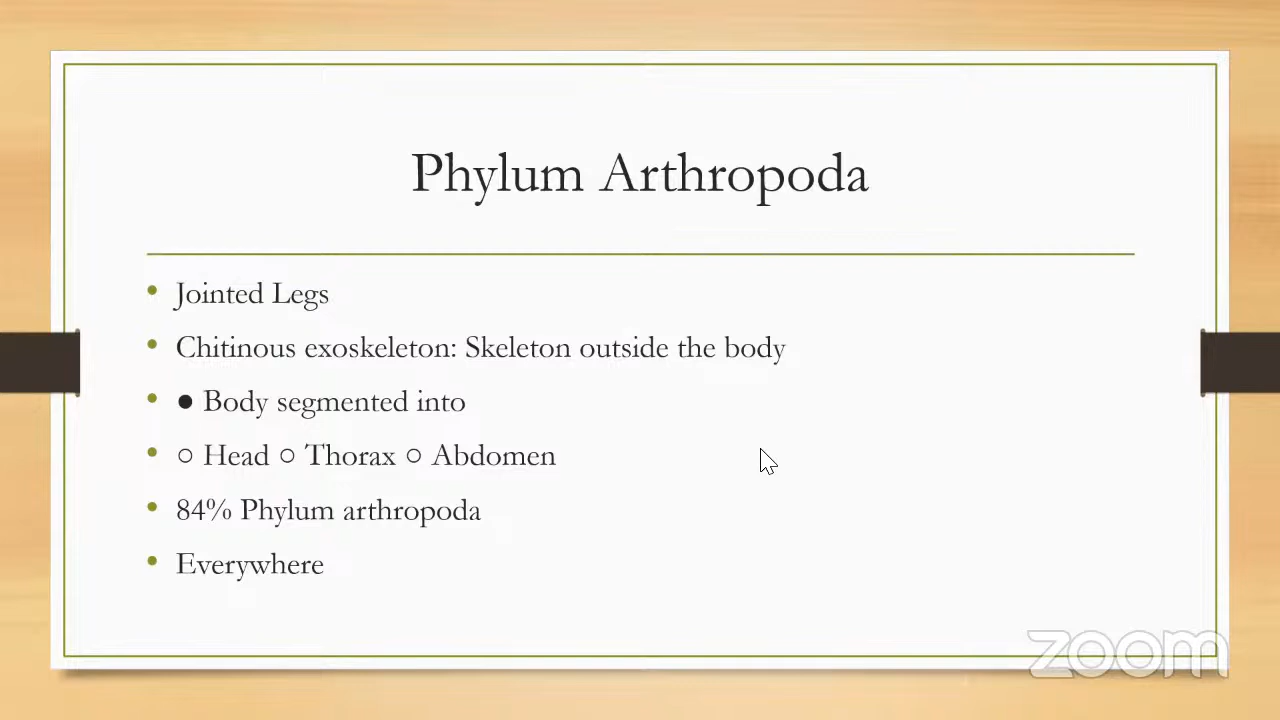 Phylum Arthropoda
• Jointed Legs
• Chitinous exoskeleton: Skeleton outside the body
• ● Body segmented into
• ○ Head ○ Thorax ○ Abdomen
• 84% Phylum arthropoda
• Everywhere
zoom